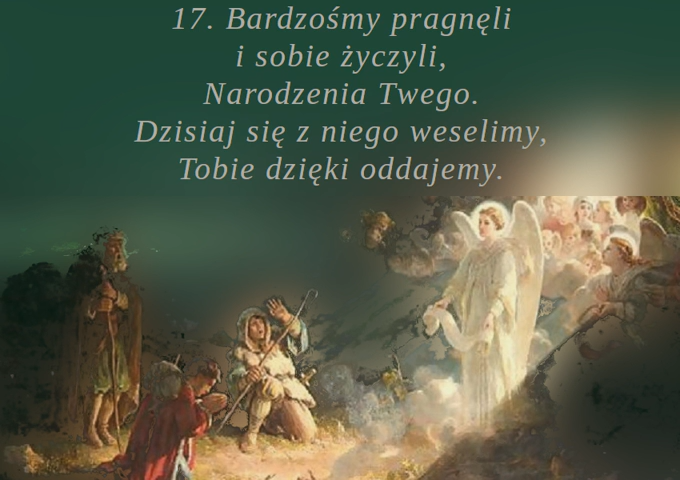 17. Bardzośmy pragnęli
i sobie życzyli,
Narodzenia Twego.
Dzisiaj się z niego weselimy,
Tobie dzięki oddajemy.